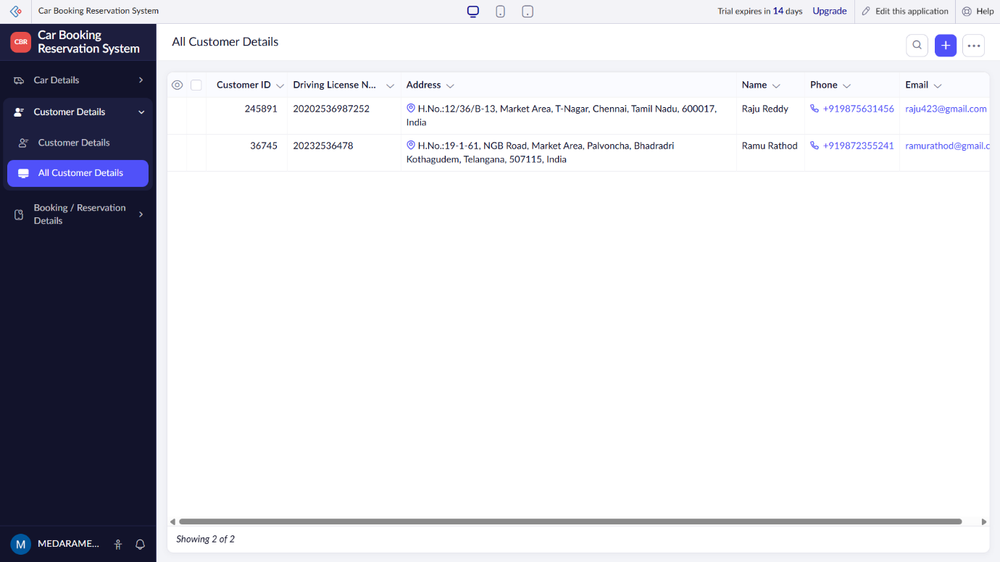 Car Booking Reservation System
Trial expires in 14 days
Upgrade
Edit this application
Help
CBR
Car Booking
Reservation System
Car Details
Customer Details
Customer Details
All Customer Details
Booking / Reservation
Details
MEDARAME...
M
All Customer Details
Customer ID
Driving License N...
Address
Name
Phone
Email
245891
20202536987252
H.No.:12/36/B-13, Market Area, T-Nagar, Chennai, Tamil Nadu, 600017,
India
Raju Reddy
+919875631456
raju423@gmail.com
36745
20232536478
H.No.:19-1-61, NGB Road, Market Area, Palvoncha, Bhadradri
Kothagudem, Telangana, 507115, India
Ramu Rathod
+919872355241
ramurathod@gmail.c
Showing 2 of 2